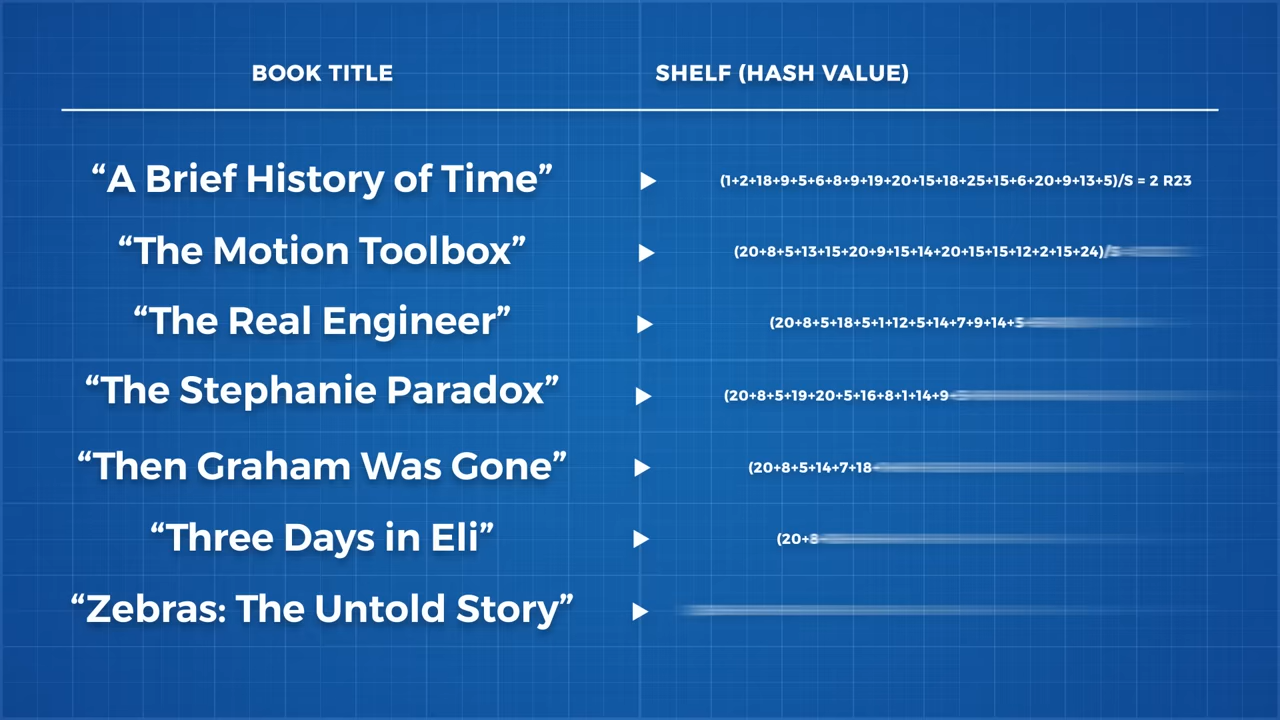 BOOK TITLE SHELF (HASH VALUE)
“A Brief History of Time” (1+2+18+9+5+6+8+9+19+20+15+18+25+15+6+20+9+13+5)/S = 2 R23
“The Motion Toolbox” (20+8+5+13+15+20+9+15+14+20+15+15+12+2+15+24)/
“The Real Engineer” (20+8+5+18+5+1+12+5+14+7+9+14+5
“The Stephanie Paradox” (20+8+5+19+20+5+16+8+1+14+9
“Then Graham Was Gone” (20+8+5+14+7+18
“Three Days in Eli” (20+8
“Zebras: The Untold Story”